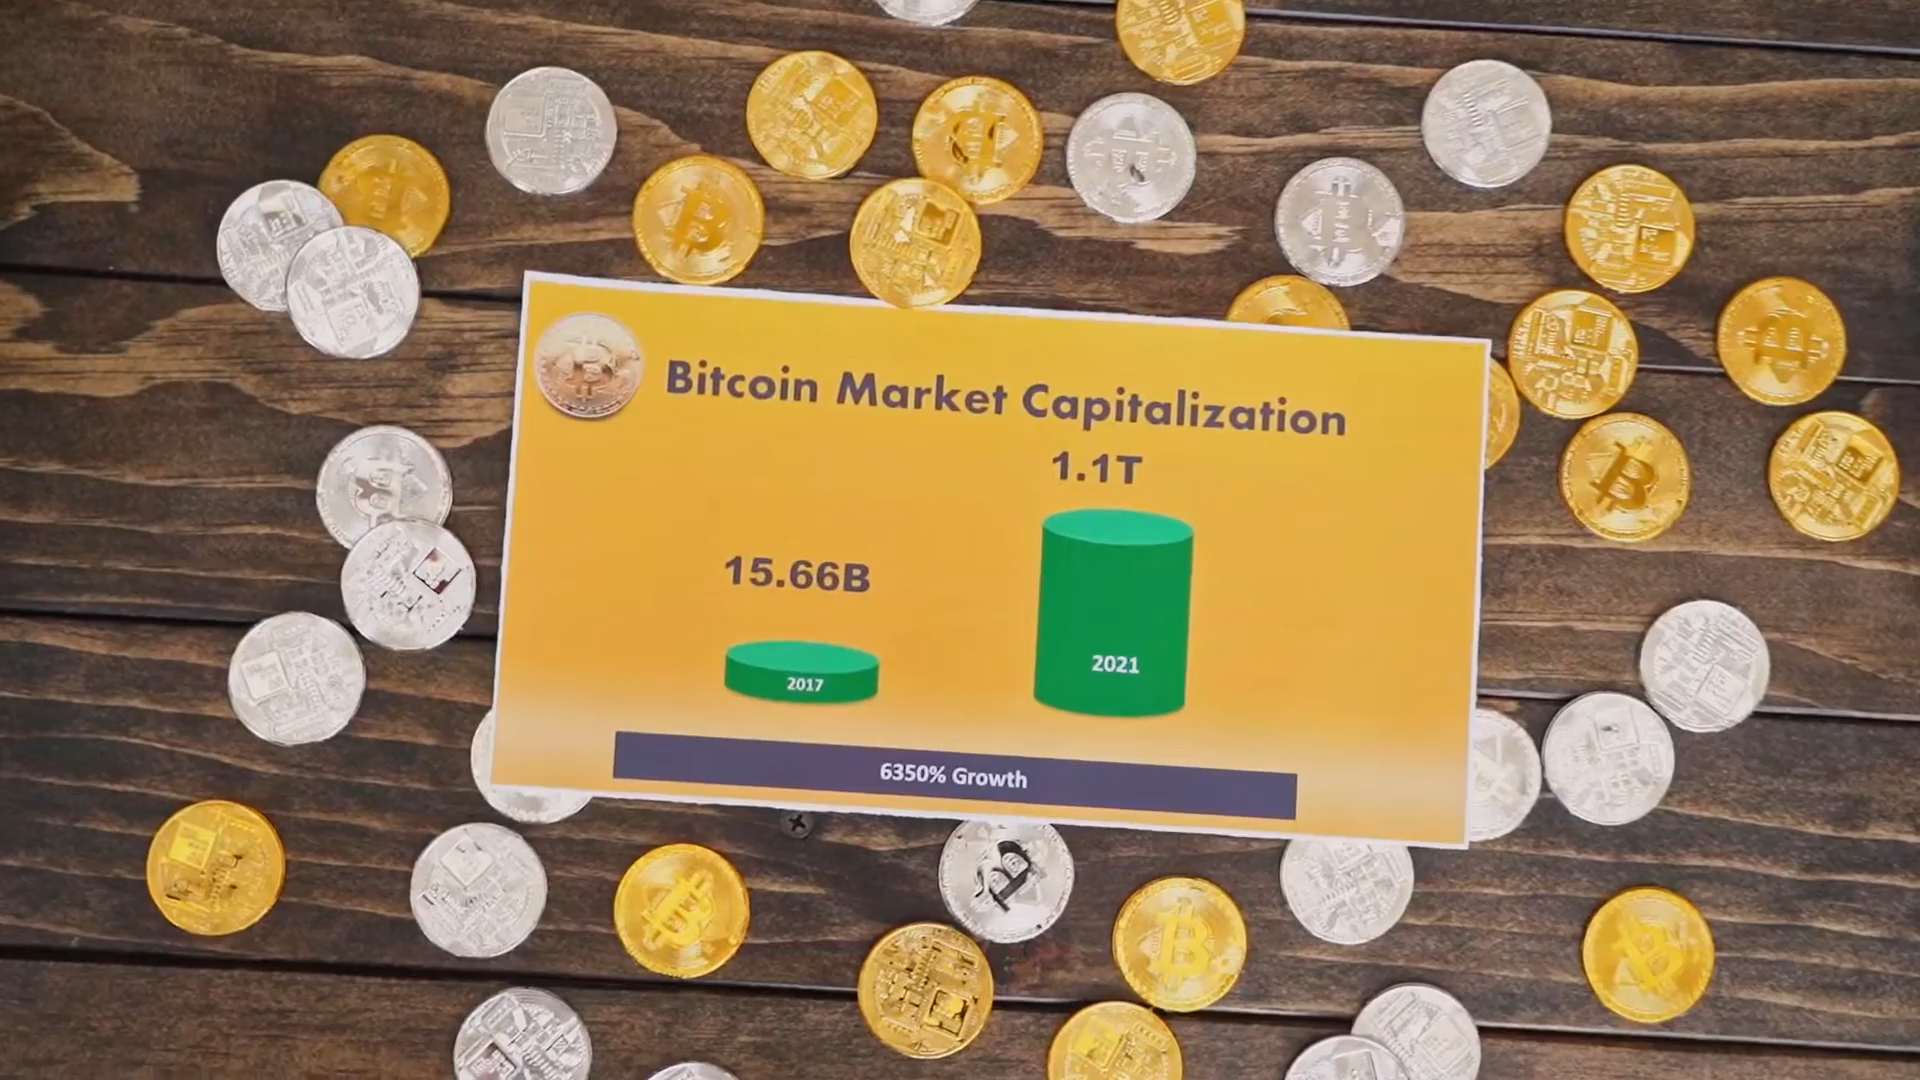 Bitcoin Market Capitalization
1.1T
15.66B
2021
2017
6350% Growth